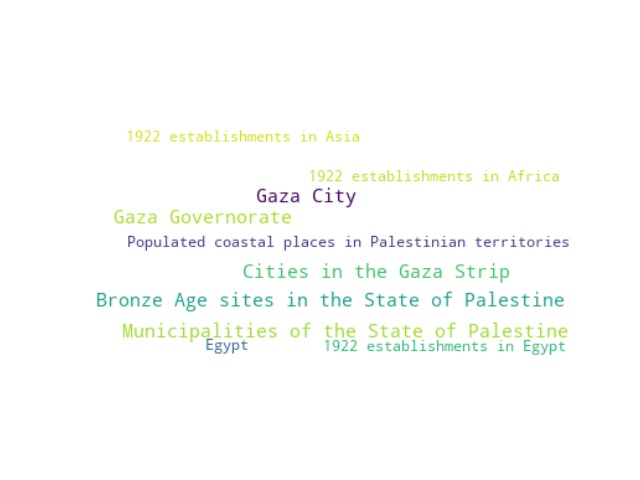 1922 establishments in Asia
1922 establishments in Africa
Gaza City
Gaza Governorate
Populated coastal places in Palestinian territories
Cities in the Gaza Strip
Bronze Age sites in the State of Palestine
Municipalities of the State of Palestine
Egypt
1922 establishments in Egypt